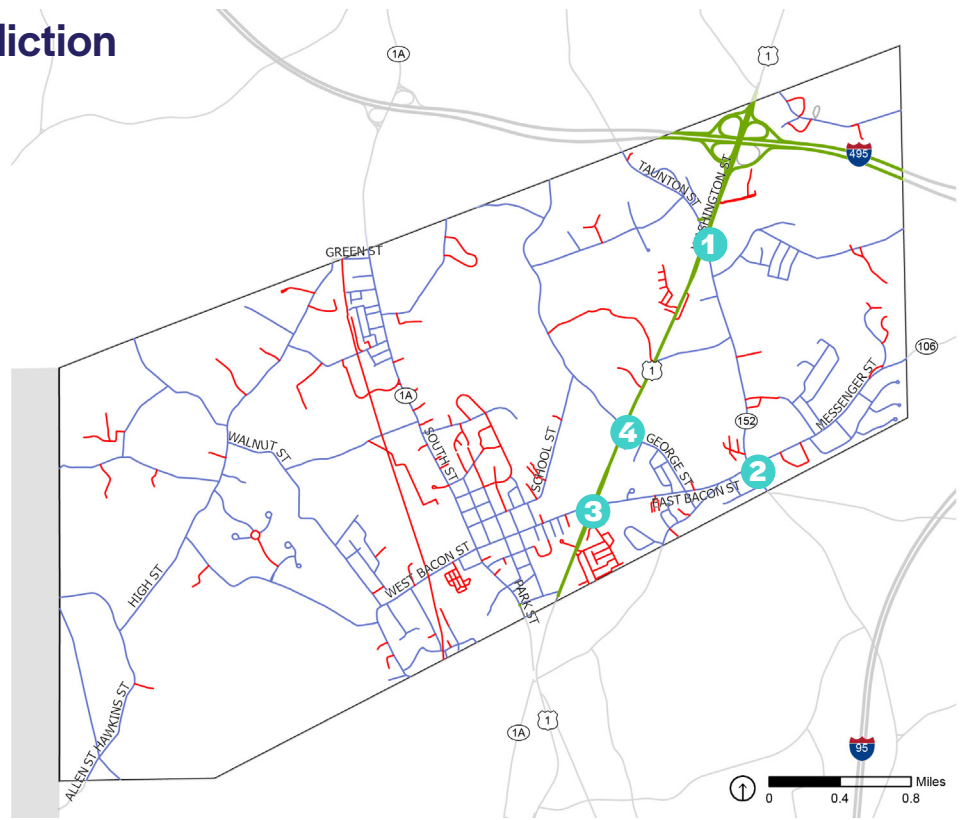 diction
1A
1
495
TAUNTON ST
HINGTON ST
1
GREEN ST
106
1
1A
MESSENGER ST
152
WALNUT ST
SOUTH ST
SCHOOL ST
4
GEORGE ST
2
EAST BACON ST
3
WEST BACON ST
HIGH ST
PARK ST
ALLEN ST
HAWKINS ST
1A
1
95
Miles
0
0.4
0.8